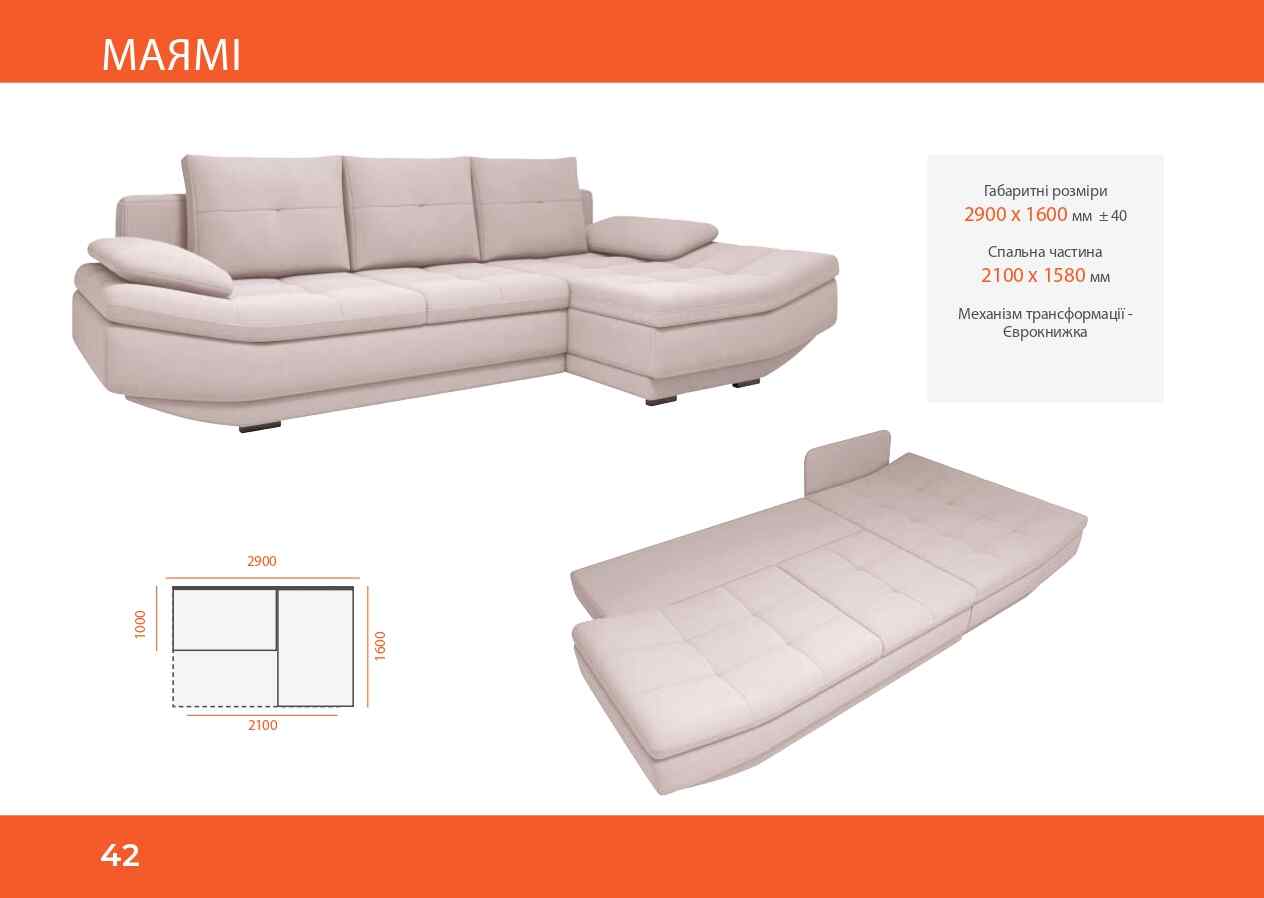 МАЯМІ
Габаритні розміри
2900 x 1600 мм ± 40
Спальна частина
2100 x 1580 мм
Механізм трансформації -
Єврокнижка
2900
1000
1600
2100
42